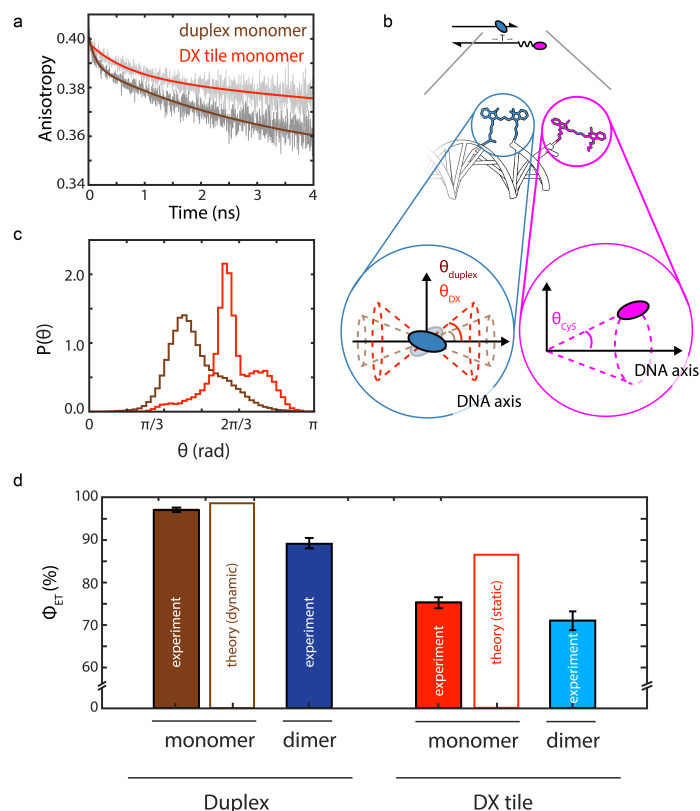 a
0.40
0.38
0.36
0.34
Anisotropy
duplex monomer
DX tile monomer
0 1 2 3 4
Time (ns)
b
– T –
θduplex
θDX
DNA axis
θCy5
DNA axis
c
2.0
1.0
0.0
P(θ)
0 π/3 2π/3 π
θ (rad)
d
100
90
80
70
60
0
ΦET (%)
experiment
theory (dynamic)
experiment
experiment
theory (static)
experiment
monomer dimer monomer dimer
Duplex DX tile